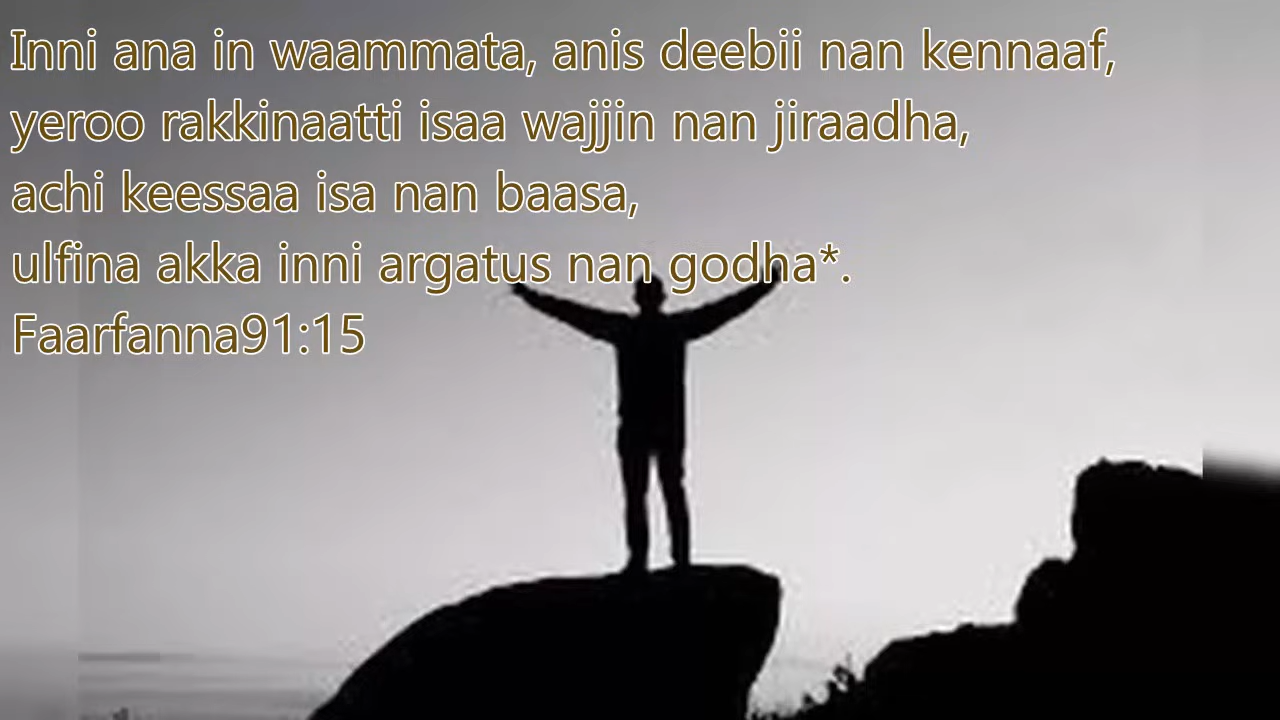 Inni ana in waammata, anis deebii nan kennaaf,
yeroo rakkinaatti isaa wajjin nan jiraadha,
achi keessaa isa nan baasa,
ulfina akka inni argatus nan godha*.
Faarfanna91:15